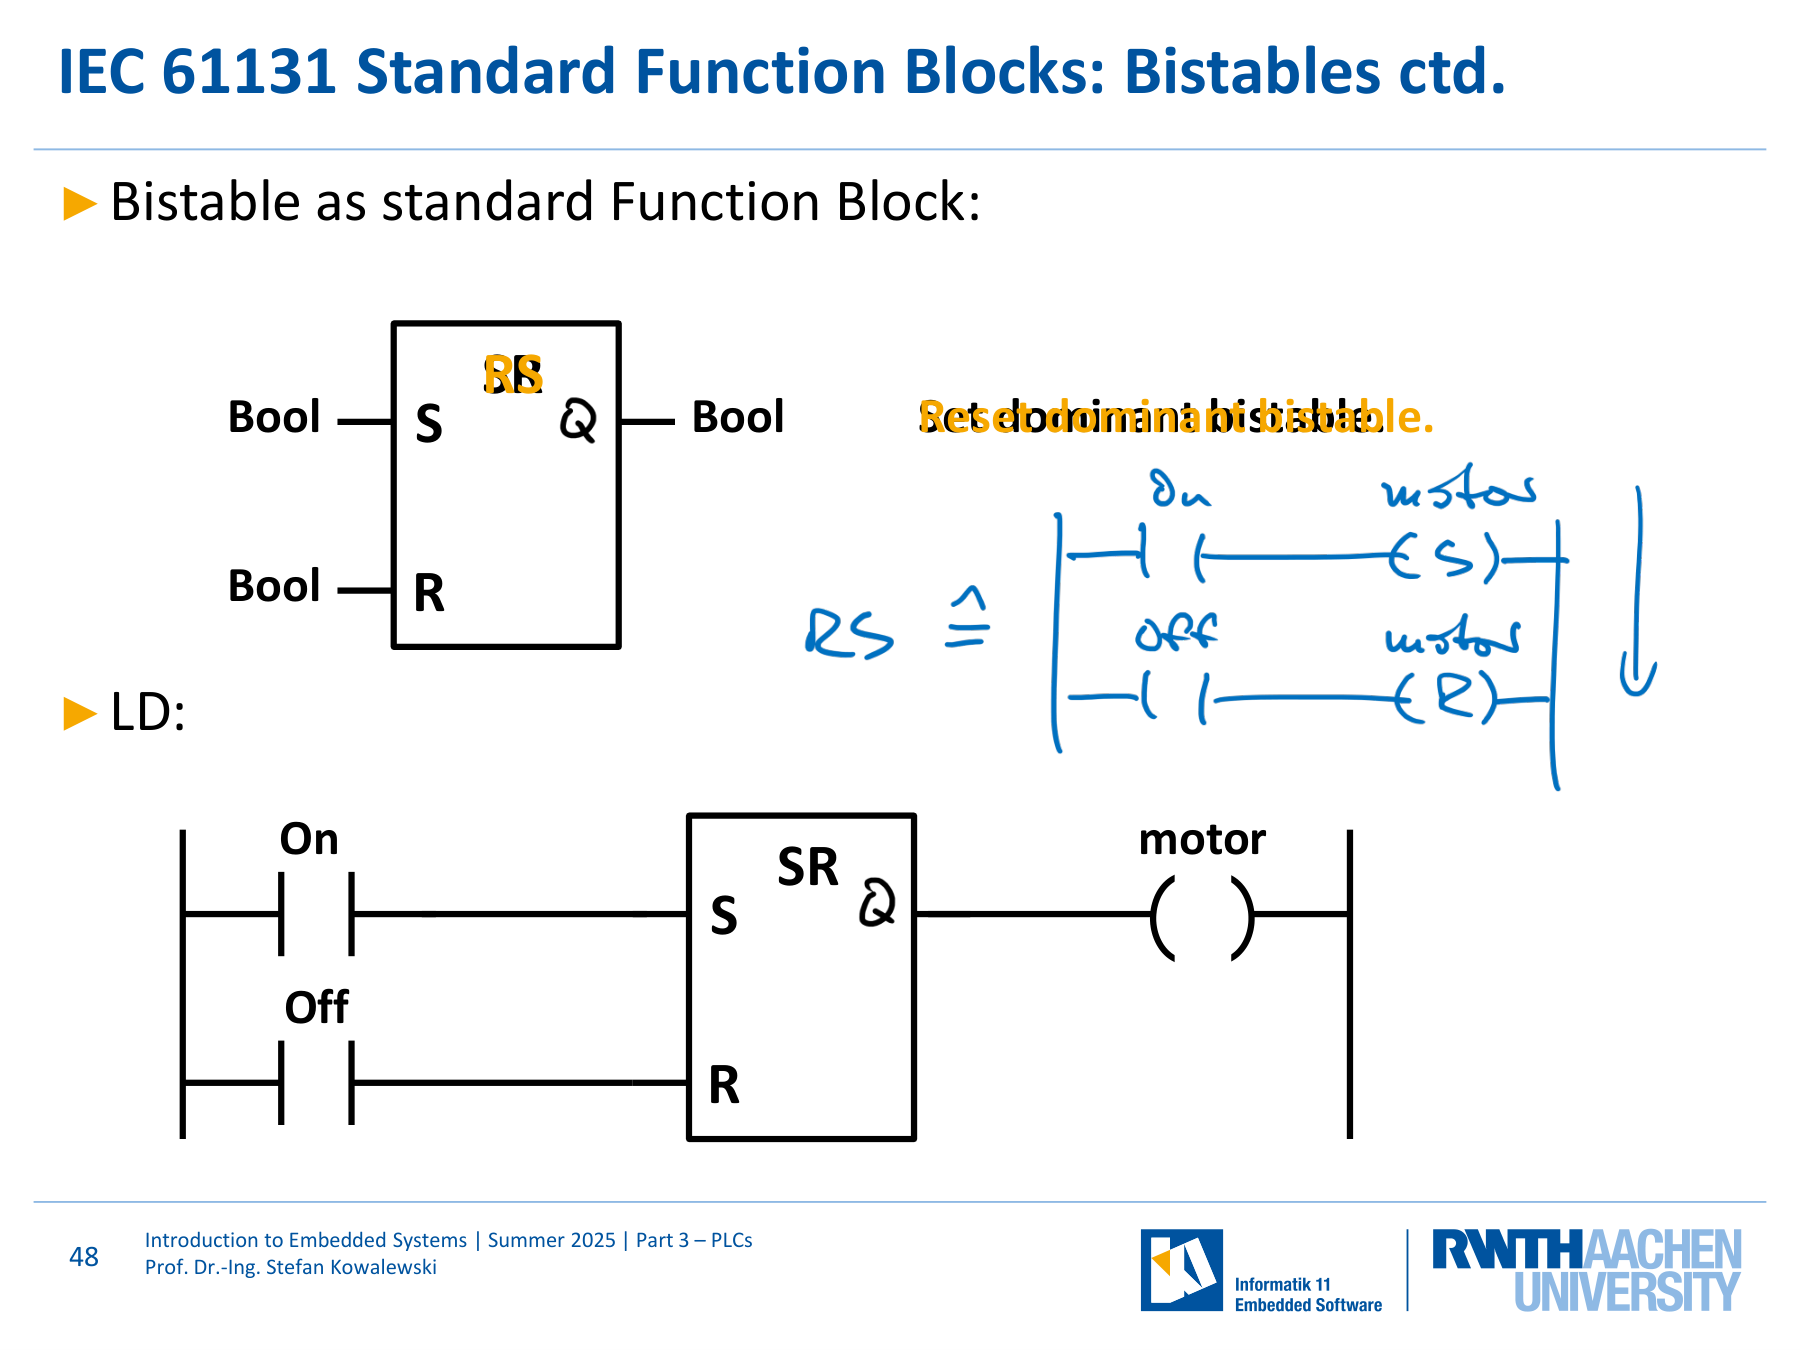 IEC 61131 Standard Function Blocks: Bistables ctd.
► Bistable as standard Function Block:
SR
RS
Bool S Q Bool
Set dominant bistable.
Reset dominant bistable.
Bool R
On motor
(S)
RS ≙
Off motor
(R)
► LD:
On SR motor
S Q
Off
R
48
Introduction to Embedded Systems | Summer 2025 | Part 3 – PLCs
Prof. Dr.-Ing. Stefan Kowalewski
Informatik 11
Embedded Software
RWTH AACHEN
UNIVERSITY